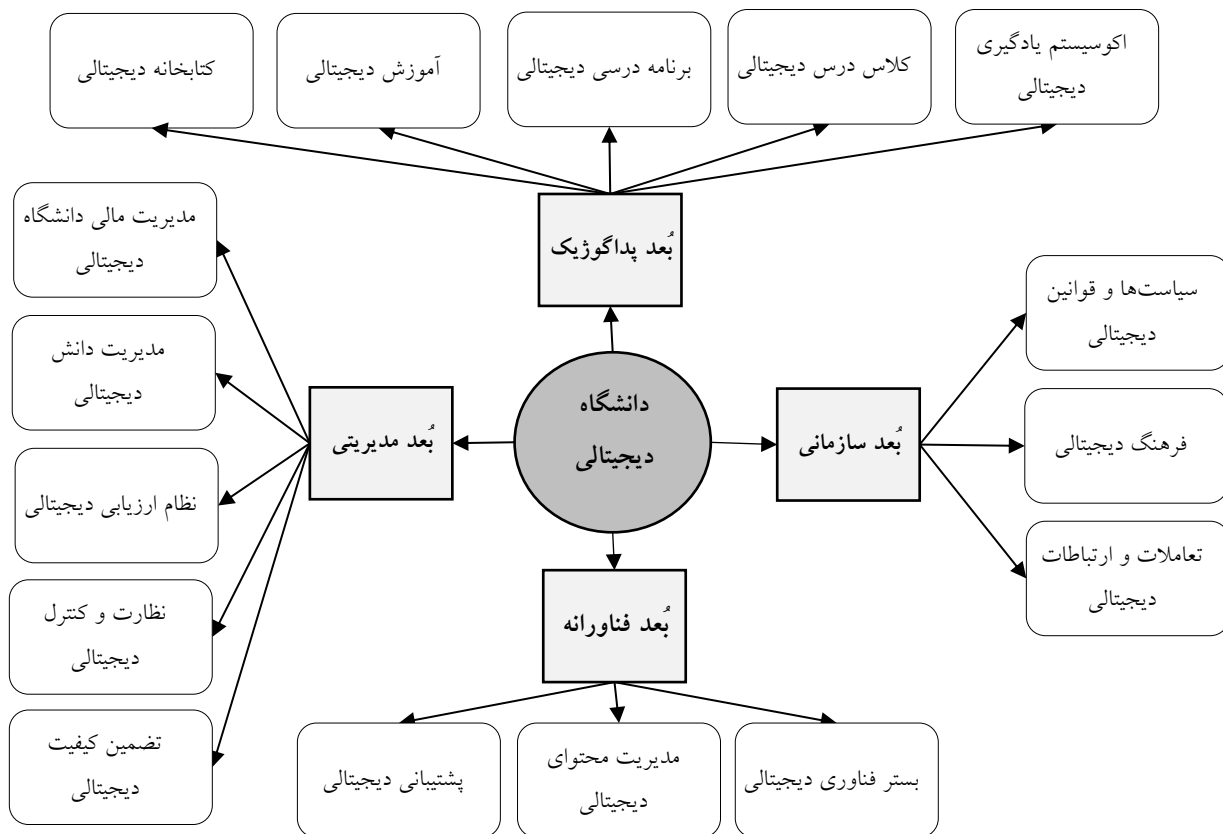 اکوسیستم یادگیری
دیجیتالی
کلاس درس دیجیتالی
برنامه درسی دیجیتالی
آموزش دیجیتالی
کتابخانه دیجیتالی
بُعد پداگوژیک
سیاست‌ها و قوانین
دیجیتالی
فرهنگ دیجیتالی
تعاملات و ارتباطات
دیجیتالی
بُعد سازمانی
دانشگاه
دیجیتالی
بُعد مدیریتی
مدیریت مالی دانشگاه
دیجیتالی
مدیریت دانش
دیجیتالی
نظام ارزیابی دیجیتالی
نظارت و کنترل
دیجیتالی
تضمین کیفیت
دیجیتالی
بُعد فناورانه
بستر فناوری دیجیتالی
مدیریت محتوای
دیجیتالی
پشتیبانی دیجیتالی